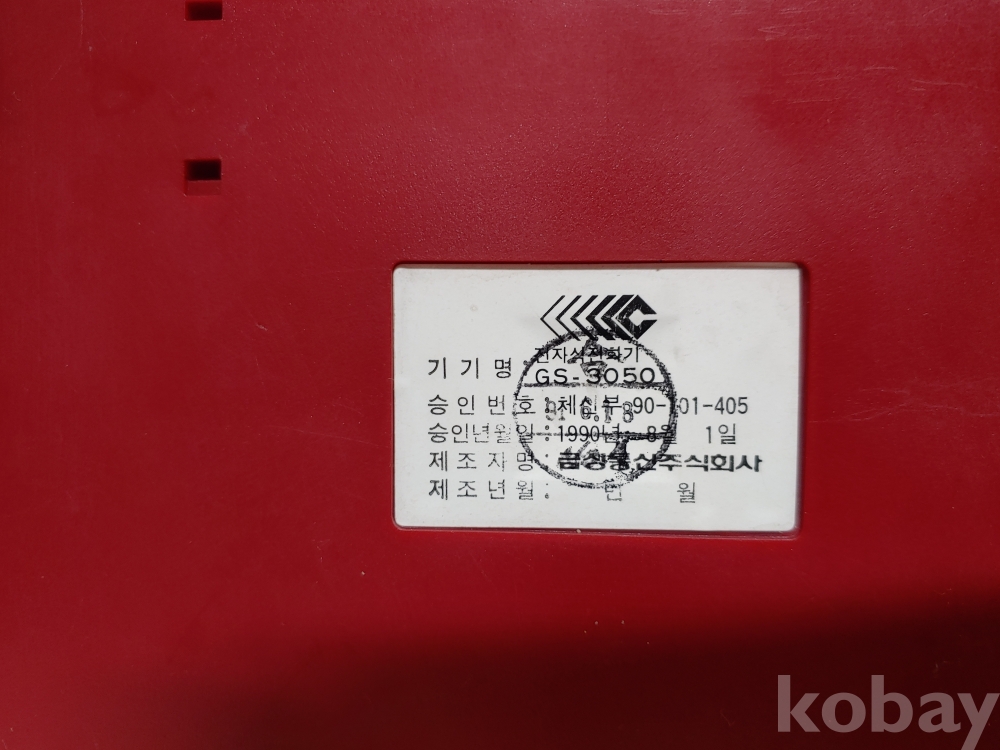 전자식전화기
기기명 : GS-3050
승인번호 : 체신부 90-101-405
승인년월일 : 1990년 8월 1일
제조자명 : 금성통신주식회사
제조년월 : 년 월
kobay